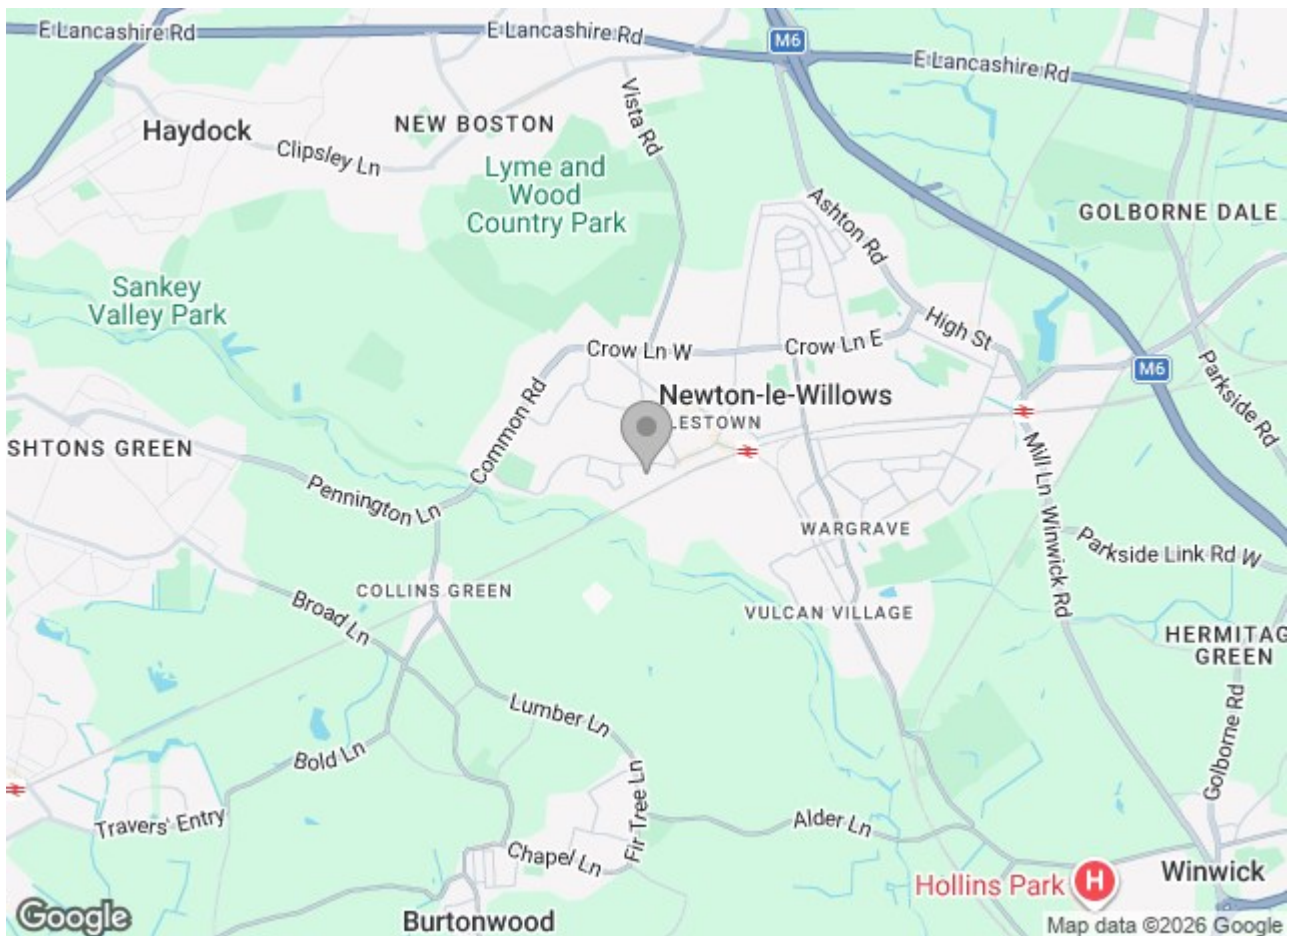 E Lancashire Rd
E Lancashire Rd
M6
E Lancashire Rd
Vista Rd
Haydock
NEW BOSTON
Clipsley Ln
Lyme and
Wood
Country Park
Ashton Rd
GOLBORNE DALE
Sankey
Valley Park
High St
Crow Ln W
Crow Ln E
M6
Parkside Rd
Common Rd
Newton-le-Willows
LESTOWN
SHTONS GREEN
Pennington Ln
Mill Ln
Winwick Rd
WARGRAVE
Parkside Link Rd W
COLLINS GREEN
Broad Ln
VULCAN VILLAGE
HERMITAG
GREEN
Lumber Ln
Golborne Rd
Bold Ln
Fir Tree Ln
Travers' Entry
Alder Ln
Chapel Ln
Hollins Park
H
Winwick
Burtonwood
Google
Map data ©2026 Google